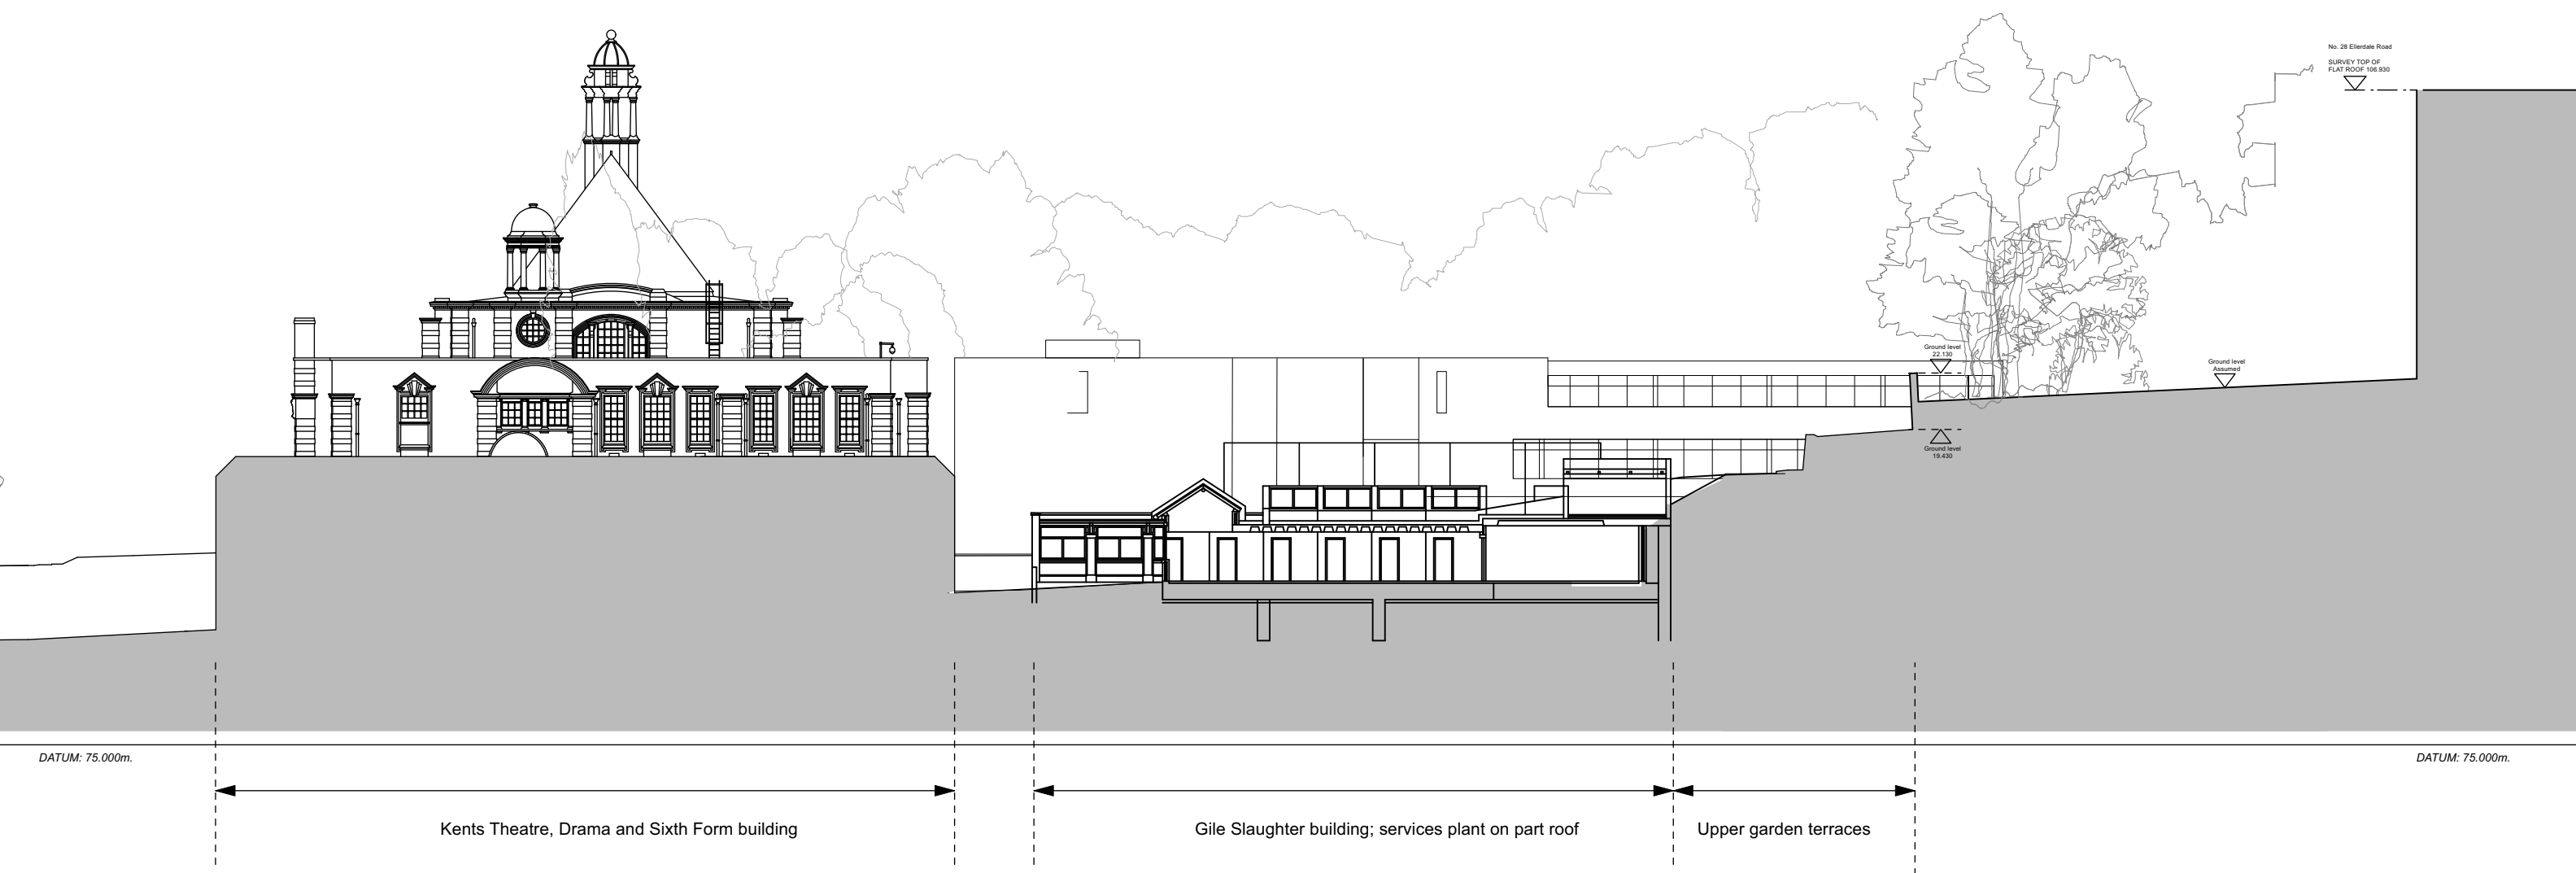 No. 28 Ellerdale Road
SURVEY TOP OF
FLAT ROOF 106.930
Ground level
22.130
Ground level
Assumed
Ground level
19.430
DATUM: 75.000m.
DATUM: 75.000m.
Kents Theatre, Drama and Sixth Form building
Gile Slaughter building; services plant on part roof
Upper garden terraces